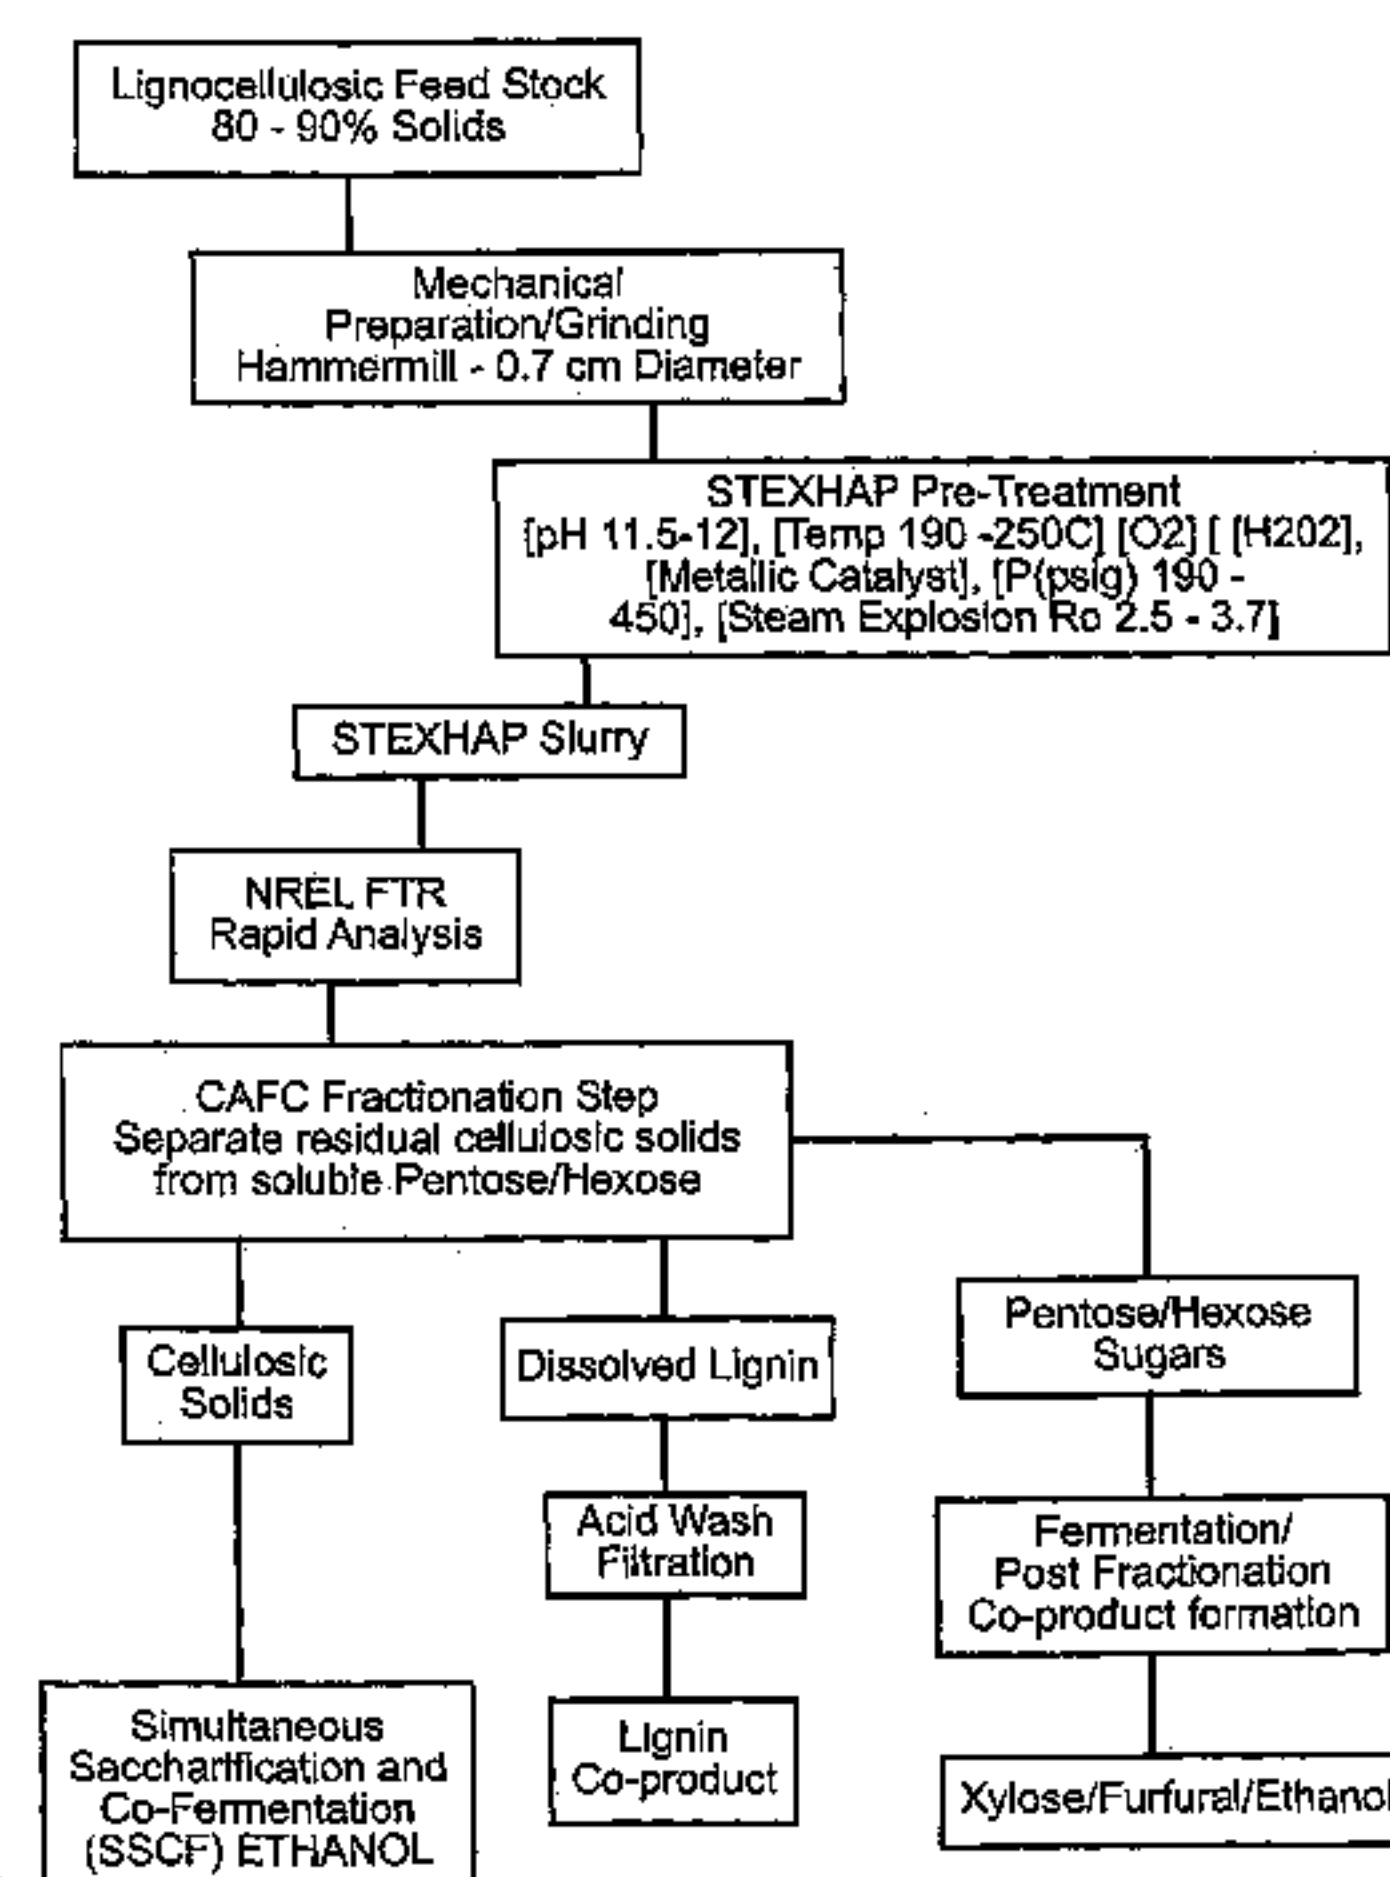 Lignocellulosic Feed Stock
80 - 90% Solids
Mechanical
Preparation/Grinding
Hammermill - 0.7 cm Diameter
STEXHAP Pre-Treatment
[pH 11.5-12], [Temp 190 -250C] [O2] [ [H202],
[Metallic Catalyst], [P(psig) 190 -
450], [Steam Explosion Ro 2.5 - 3.7]
STEXHAP Slurry
NREL FTR
Rapid Analysis
CAFC Fractionation Step
Separate residual cellulosic solids
from soluble Pentose/Hexose
Cellulosic
Solids
Dissolved Lignin
Pentose/Hexose
Sugars
Acid Wash
Filtration
Fermentation/
Post Fractionation
Co-product formation
Simultaneous
Saccharification and
Co-Fermentation
(SSCF) ETHANOL
Lignin
Co-product
Xylose/Furfural/Ethanol